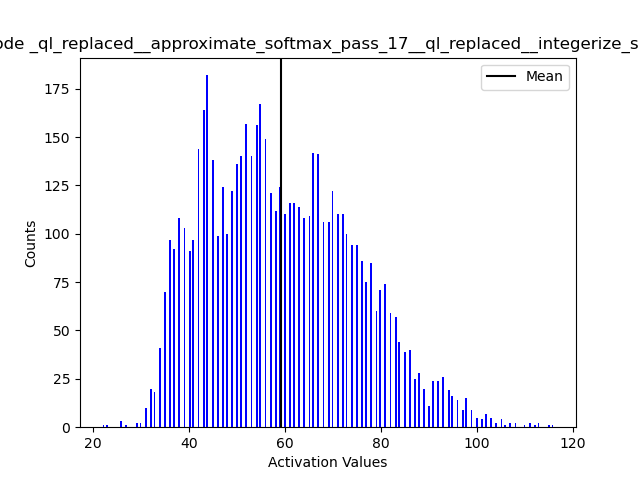 ode _ql_replaced__approximate_softmax_pass_17__ql_replaced__integerize_s
Mean
175
150
125
100
75
50
25
0
Counts
20 40 60 80 100 120
Activation Values